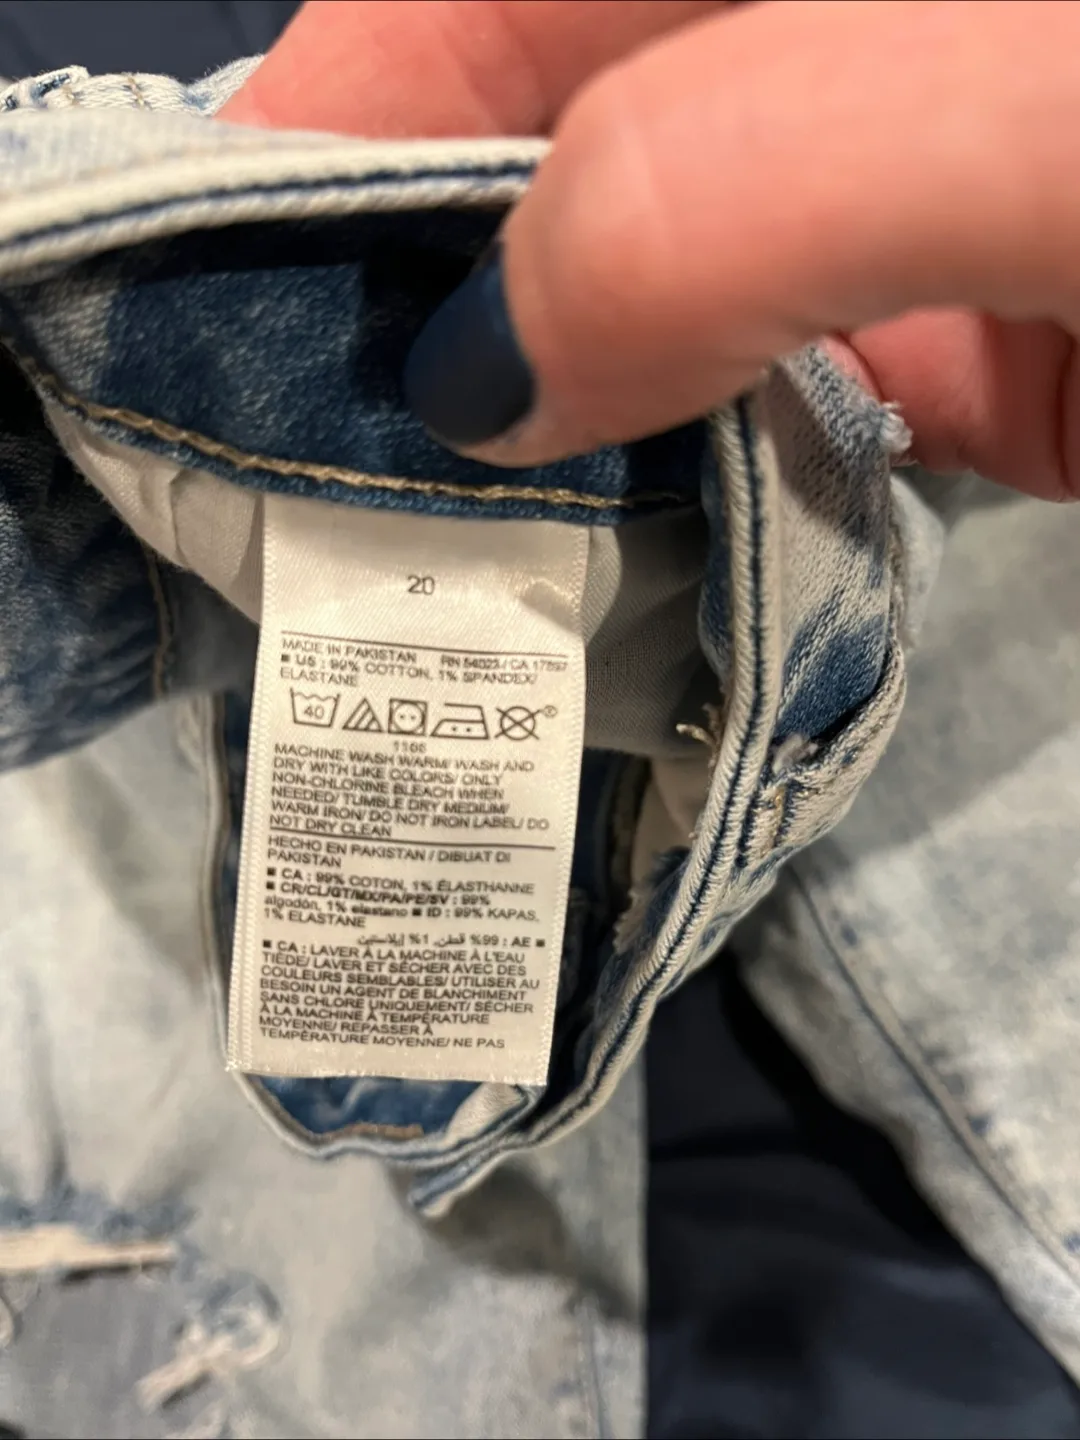 20
MADE IN PAKISTAN RN 54023 / CA 17897
■ US : 99% COTTON, 1% SPANDEX/
ELASTANE
40
1166
MACHINE WASH WARM/ WASH AND
DRY WITH LIKE COLORS/ ONLY
NON-CHLORINE BLEACH WHEN
NEEDED/ TUMBLE DRY MEDIUM/
WARM IRON/ DO NOT IRON LABEL/ DO
NOT DRY CLEAN
HECHO EN PAKISTAN / DIBUAT DI
PAKISTAN
■ CA : 99% COTON, 1% ÉLASTHANNE
■ CR/CL/GT/MX/PA/PE/SV : 99%
algodón, 1% elastano ■ ID : 99% KAPAS,
1% ELASTANE
■ AE : 99% قطن, 1% إيلاستين
■ CA : LAVER À LA MACHINE À L'EAU
TIÈDE/ LAVER ET SÉCHER AVEC DES
COULEURS SEMBLABLES/ UTILISER AU
BESOIN UN AGENT DE BLANCHIMENT
SANS CHLORE UNIQUEMENT/ SÉCHER
À LA MACHINE À TEMPÉRATURE
MOYENNE/ REPASSER À
TEMPÉRATURE MOYENNE/ NE PAS